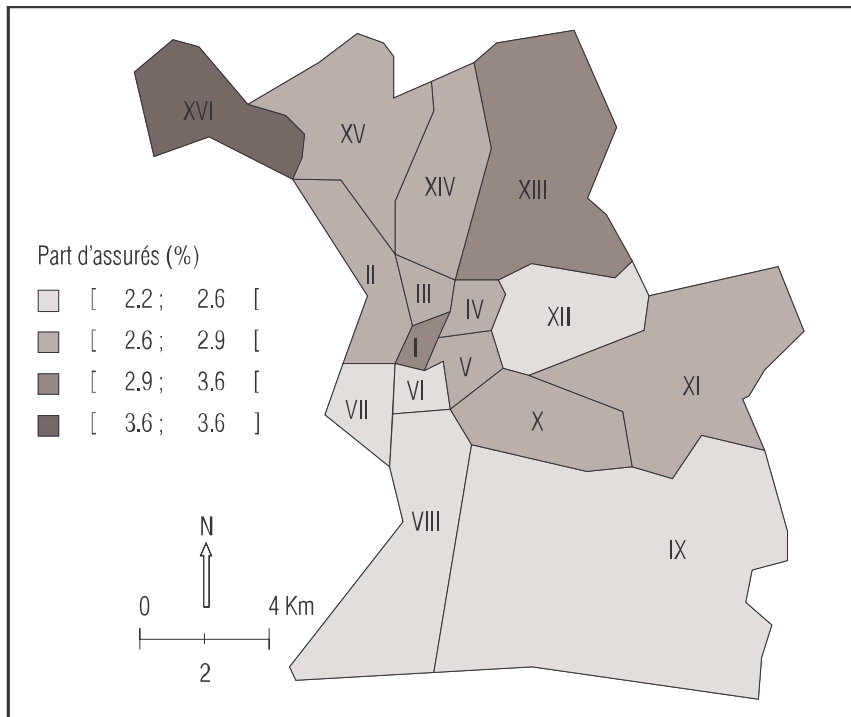 XVI
XV
XIV
XIII
Part d'assurés (%)
[ 2.2 ; 2.6 [
[ 2.6 ; 2.9 [
[ 2.9 ; 3.6 [
[ 3.6 ; 3.6 ]
II
III
IV
XII
I
V
VI
XI
VII
X
VIII
IX
N
0 4 Km
2